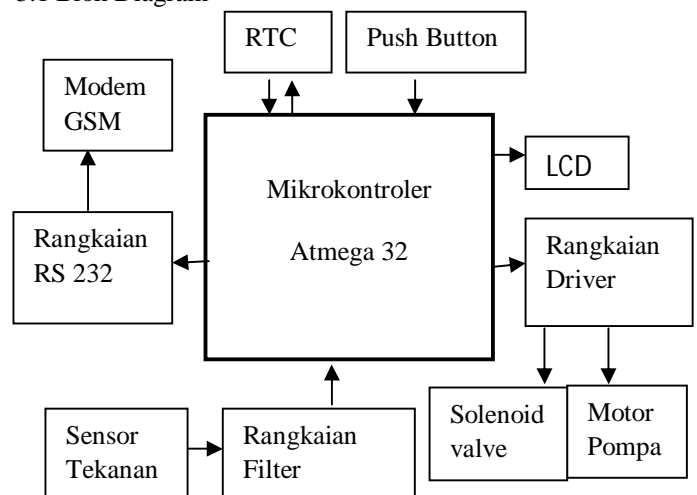 3.1 Blok Diagram
RTC
Push Button
Modem
GSM
Mikrokontroler
Atmega 32
LCD
Rangkaian
RS 232
Rangkaian
Driver
Solenoid
valve
Motor
Pompa
Sensor
Tekanan
Rangkaian
Filter